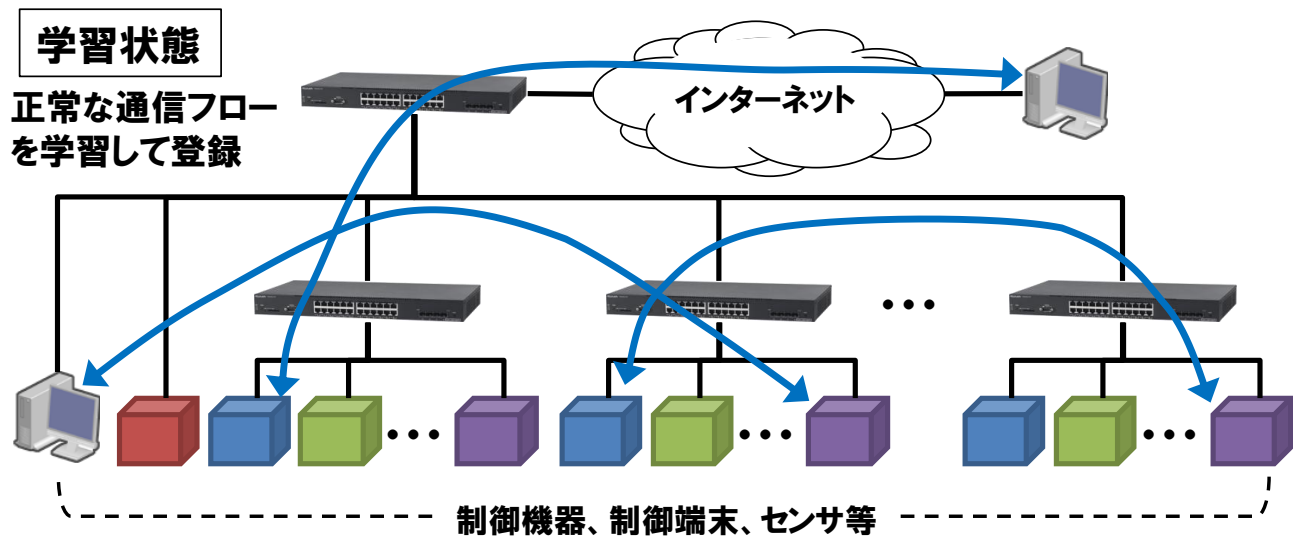 学習状態
正常な通信フロー
を学習して登録
インターネット
制御機器、制御端末、センサ等